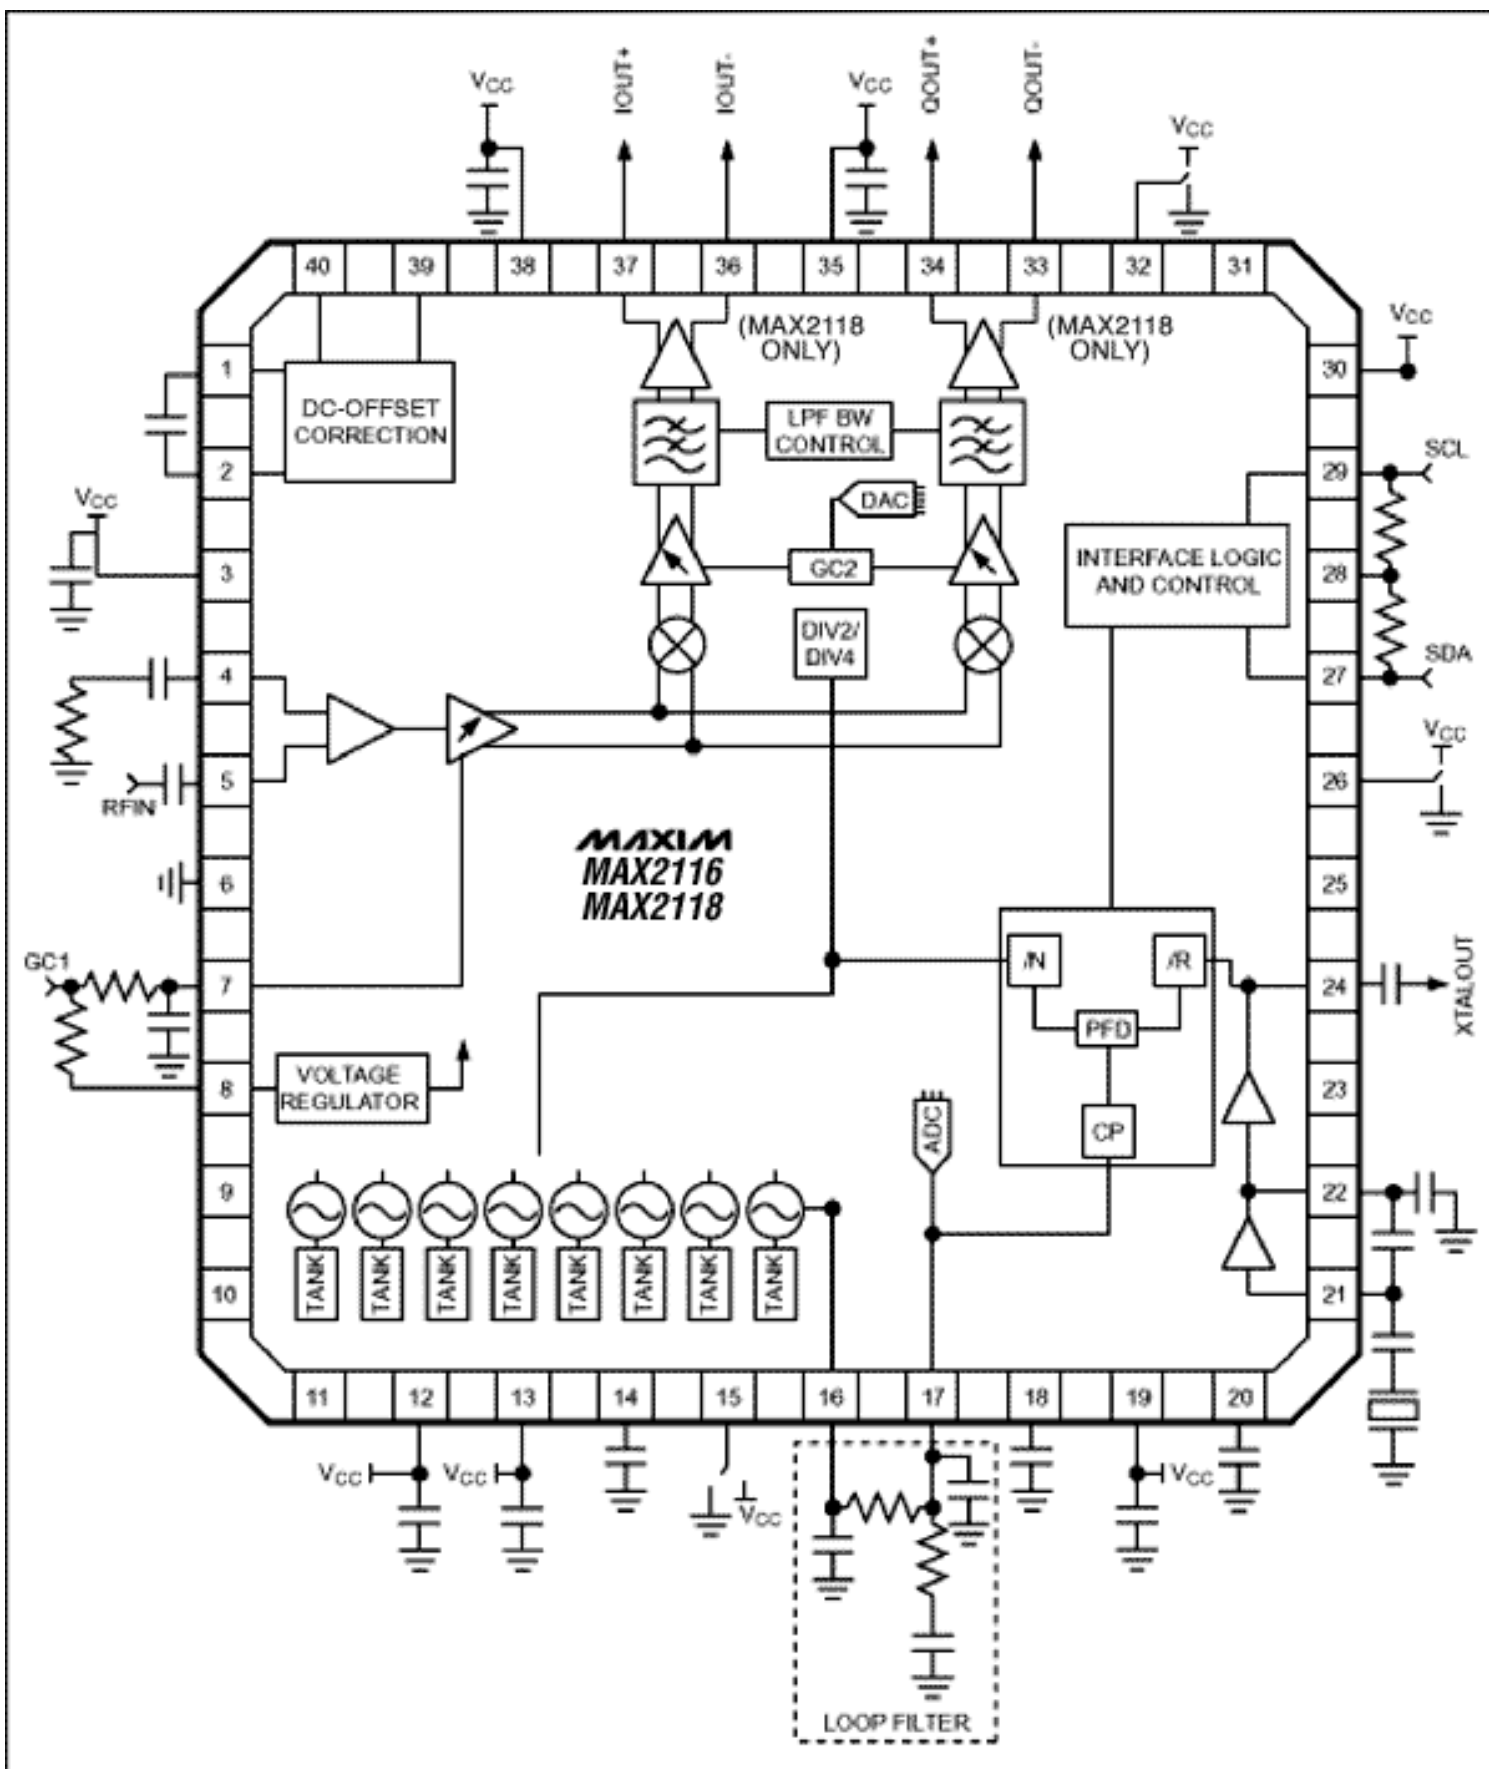 VCC
IOUT+
IOUT-
VCC
QOUT+
QOUT-
VCC
40
39
38
37
36
35
34
33
32
31
(MAX2118
ONLY)
(MAX2118
ONLY)
VCC
1
30
DC-OFFSET
CORRECTION
LPF BW
CONTROL
2
29
SCL
VCC
DAC
3
GC2
INTERFACE LOGIC
AND CONTROL
28
DIV2/
DIV4
4
27
SDA
VCC
5
26
RFIN
MAXIM
MAX2116
MAX2118
6
25
GC1
7
/N
/R
24
XTALOUT
PFD
8
VOLTAGE
REGULATOR
23
ADC
CP
9
22
TANK
TANK
TANK
TANK
TANK
TANK
TANK
TANK
10
21
11
12
13
14
15
16
17
18
19
20
VCC
VCC
VCC
VCC
LOOP FILTER